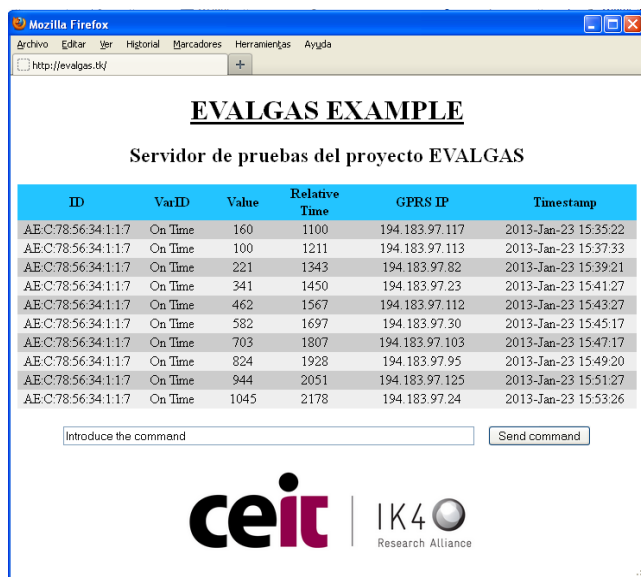 Mozilla Firefox
Archivo Editar Ver Historial Marcadores Herramientas Ayuda
http://evalgas.tk/
EVALGAS EXAMPLE
Servidor de pruebas del proyecto EVALGAS
ID VarID Value Relative Time GPRS IP Timestamp
AE:C:78:56:34:1:1:7 On Time 160 1100 194.183.97.117 2013-Jan-23 15:35:22
AE:C:78:56:34:1:1:7 On Time 100 1211 194.183.97.113 2013-Jan-23 15:37:33
AE:C:78:56:34:1:1:7 On Time 221 1343 194.183.97.82 2013-Jan-23 15:39:21
AE:C:78:56:34:1:1:7 On Time 341 1450 194.183.97.23 2013-Jan-23 15:41:27
AE:C:78:56:34:1:1:7 On Time 462 1567 194.183.97.112 2013-Jan-23 15:43:27
AE:C:78:56:34:1:1:7 On Time 582 1697 194.183.97.30 2013-Jan-23 15:45:17
AE:C:78:56:34:1:1:7 On Time 703 1807 194.183.97.103 2013-Jan-23 15:47:17
AE:C:78:56:34:1:1:7 On Time 824 1928 194.183.97.95 2013-Jan-23 15:49:20
AE:C:78:56:34:1:1:7 On Time 944 2051 194.183.97.125 2013-Jan-23 15:51:27
AE:C:78:56:34:1:1:7 On Time 1045 2178 194.183.97.24 2013-Jan-23 15:53:26
Introduce the command Send command
ceit IK4
Research Alliance